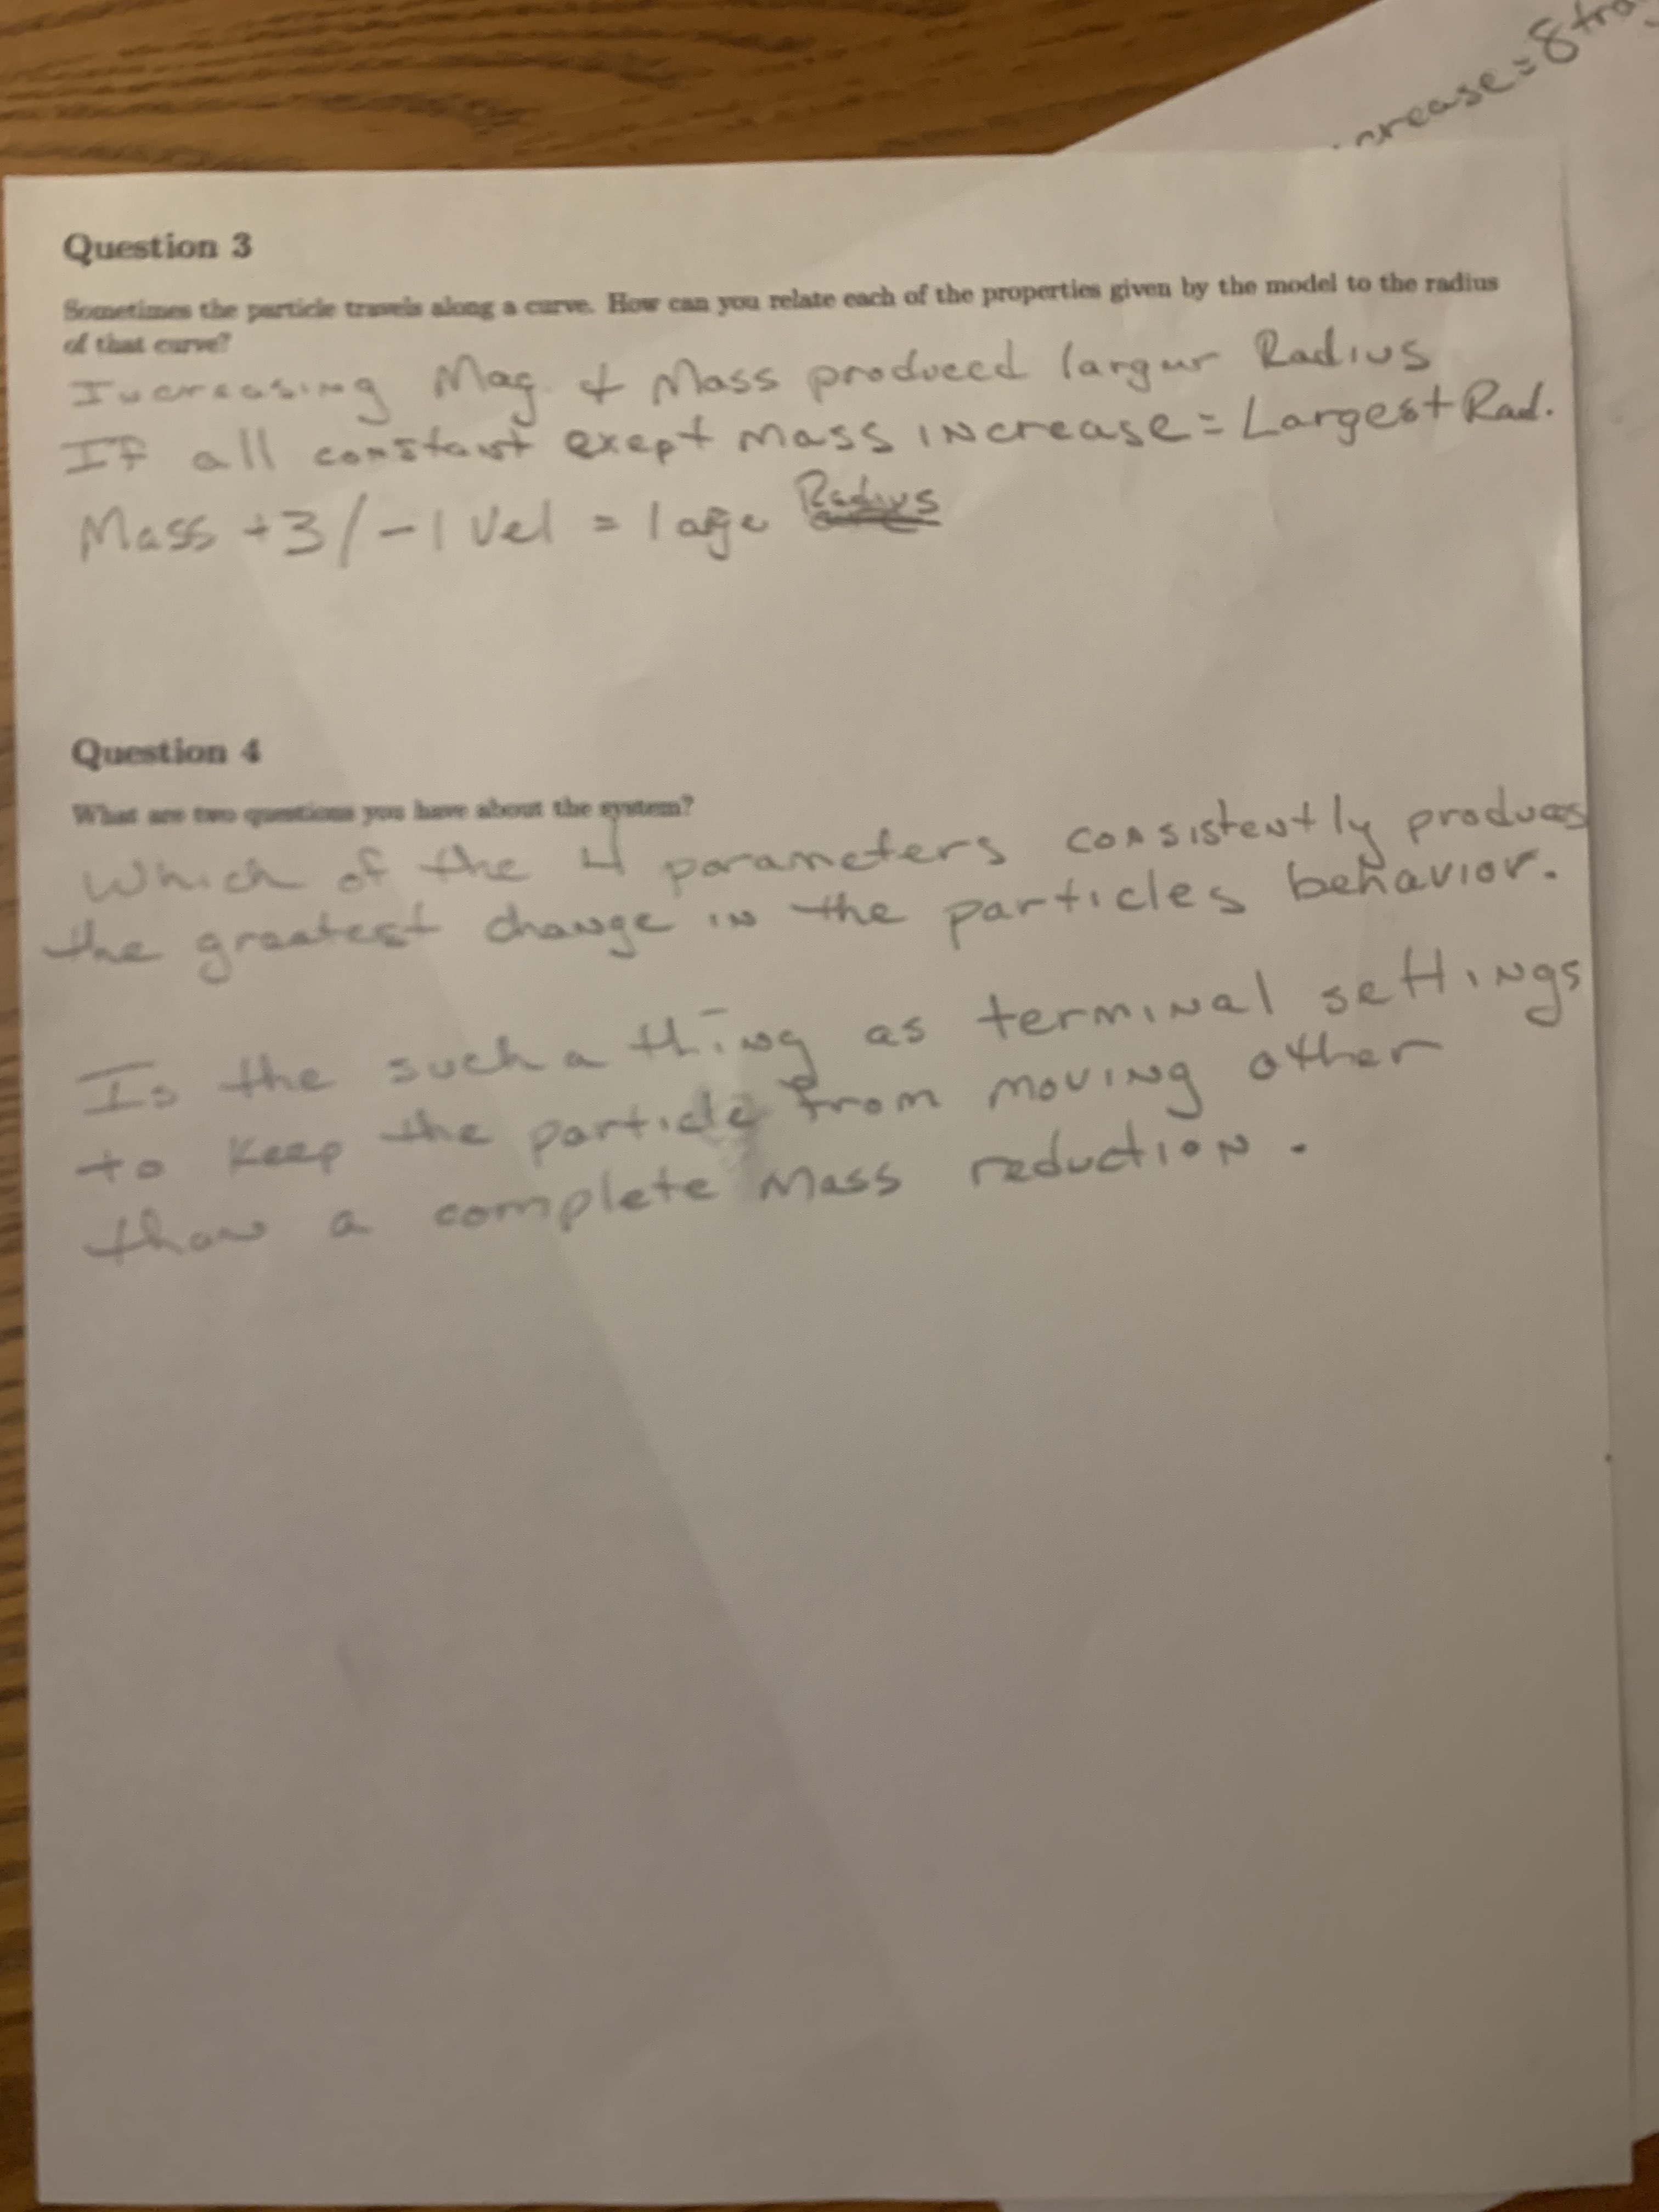 rease=8
Question 3
Sometimes the particle travels along a curve. How can you relate each of the properties given by the model to the radius
of that curve?
Increasing Mag & Mass produced largur Radius
If all constant exept Mass increase = Largest Rad.
Mass +3/-1 Vel = large Radius
Question 4
What are two questions you have about the system?
Which of the 4 parameters consistently produces
the greatest change in the particles behavior.
Is the such a thing as terminal settings
to keep the particle from moving other
than a complete Mass reduction.